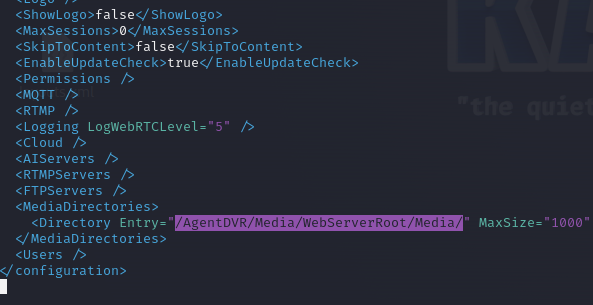 <Logo />
<ShowLogo>false</ShowLogo>
<MaxSessions>0</MaxSessions>
<SkipToContent>false</SkipToContent>
<EnableUpdateCheck>true</EnableUpdateCheck>
<Permissions />
<MQTT />
<RTMP />
<Logging LogWebRTCLevel="5" />
<Cloud />
<AIServers />
<RTMPServers />
<FTPServers />
<MediaDirectories>
<Directory Entry="/AgentDVR/Media/WebServerRoot/Media/" MaxSize="1000"
</MediaDirectories>
<Users />
</configuration>
"the quiet